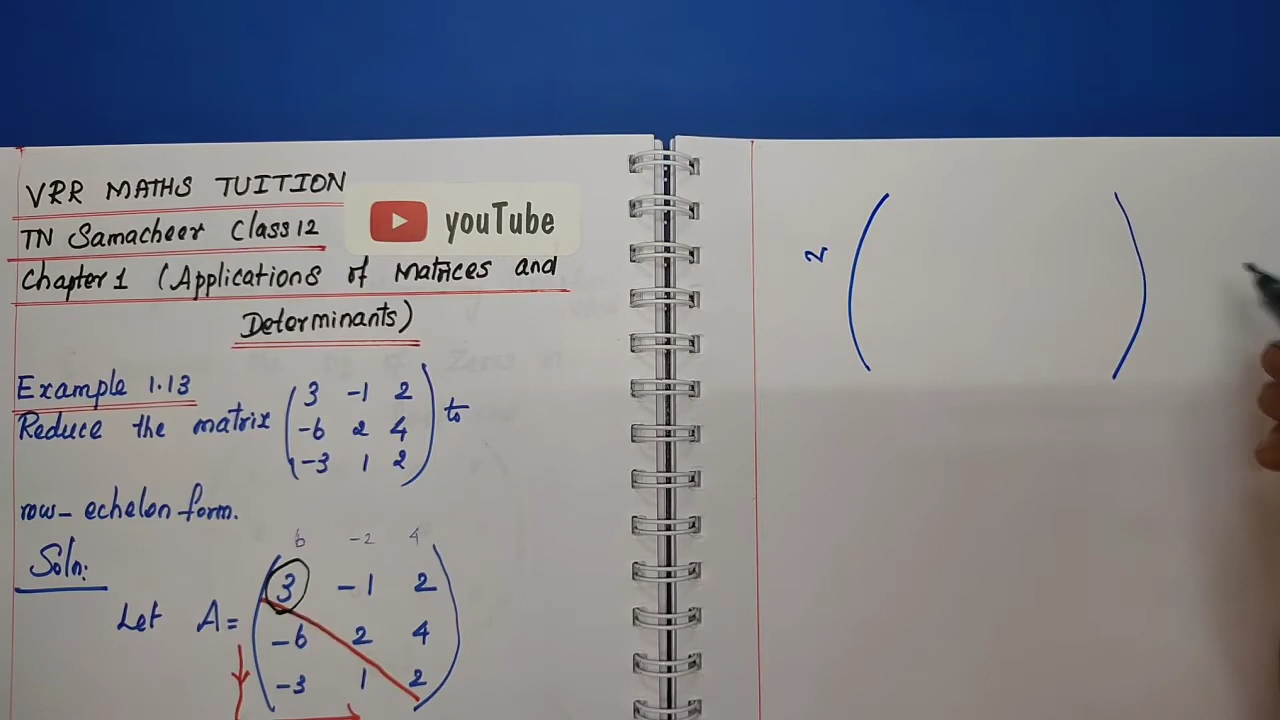 VRR MATHS TUITION
youTube
TN Samacheer Class 12
Chapter 1 (Applications of Matrices and
Determinants)
Example 1.13
Reduce the matrix ( 3 -1 2
-6 2 4
-3 1 2 ) to
row-echelon form.
Soln:
6 -2 4
Let A = ( 3 -1 2
-6 2 4
-3 1 2 )
~ ( )